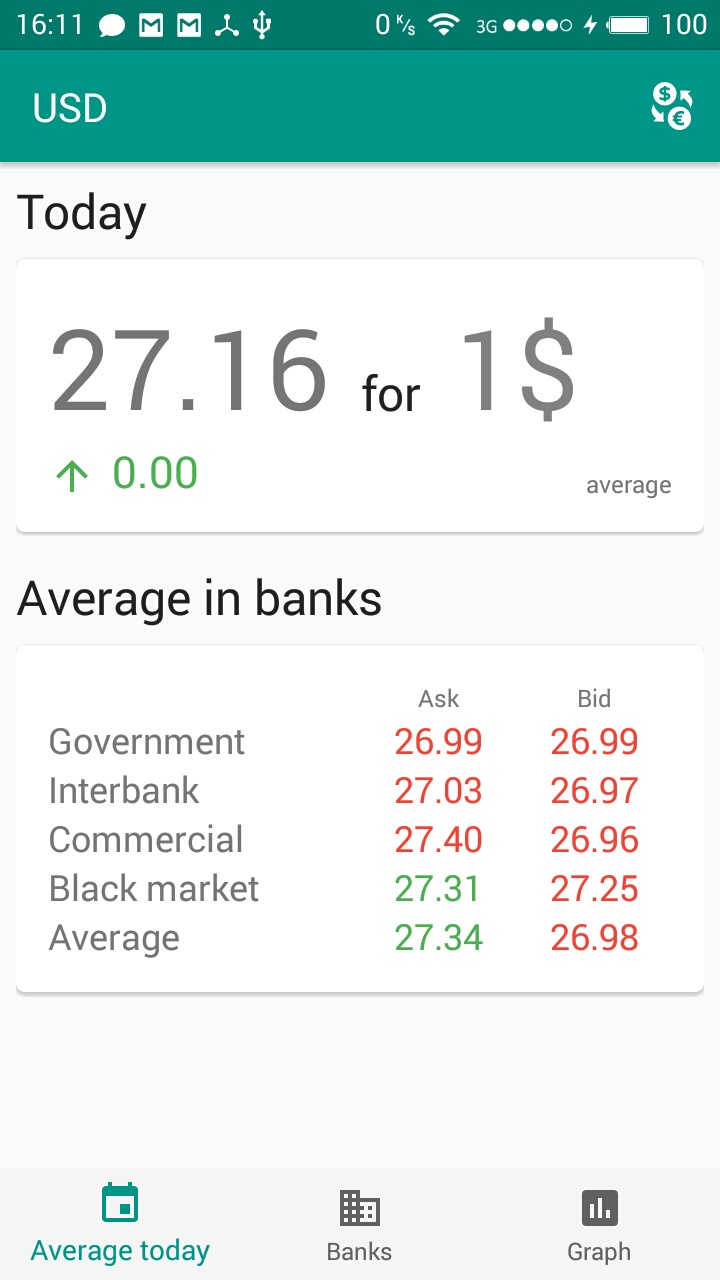 16:11 0 K/s 3G 100
USD
Today
27.16 for 1$
↑ 0.00
average
Average in banks
Ask Bid
Government 26.99 26.99
Interbank 27.03 26.97
Commercial 27.40 26.96
Black market 27.31 27.25
Average 27.34 26.98
Average today Banks Graph